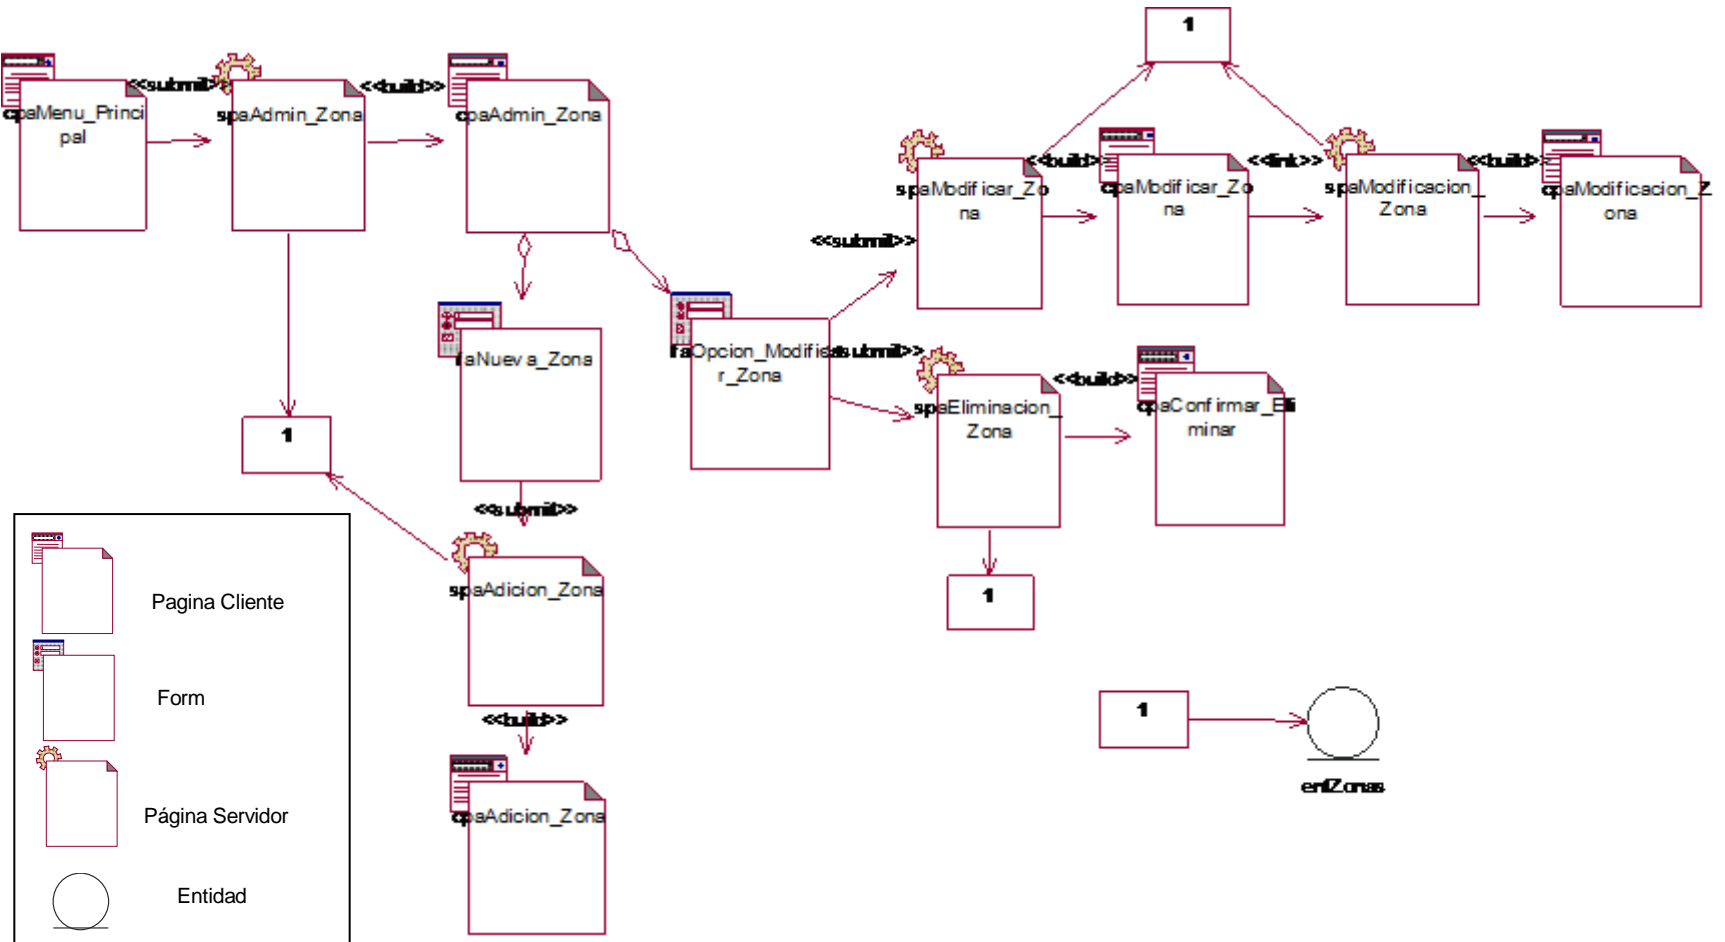 1
<<submit>>
<<build>>
cpaMenu_Princi
pal
spaAdmin_Zona
cpaAdmin_Zona
<<build>>
<<link>>
<<build>>
spaModificar_Zo
na
cpaModificar_Zo
na
spaModificacion_
Zona
cpaModificacion_Z
ona
<<submit>>
faNueva_Zona
faOpcion_Modifica
r_Zona
<<submit>>
<<build>>
spaEliminacion_
Zona
cpaConfirmar_Eli
minar
1
<<submit>>
spaAdicion_Zona
1
<<build>>
cpaAdicion_Zona
1
entZonas
Pagina Cliente
Form
Página Servidor
Entidad